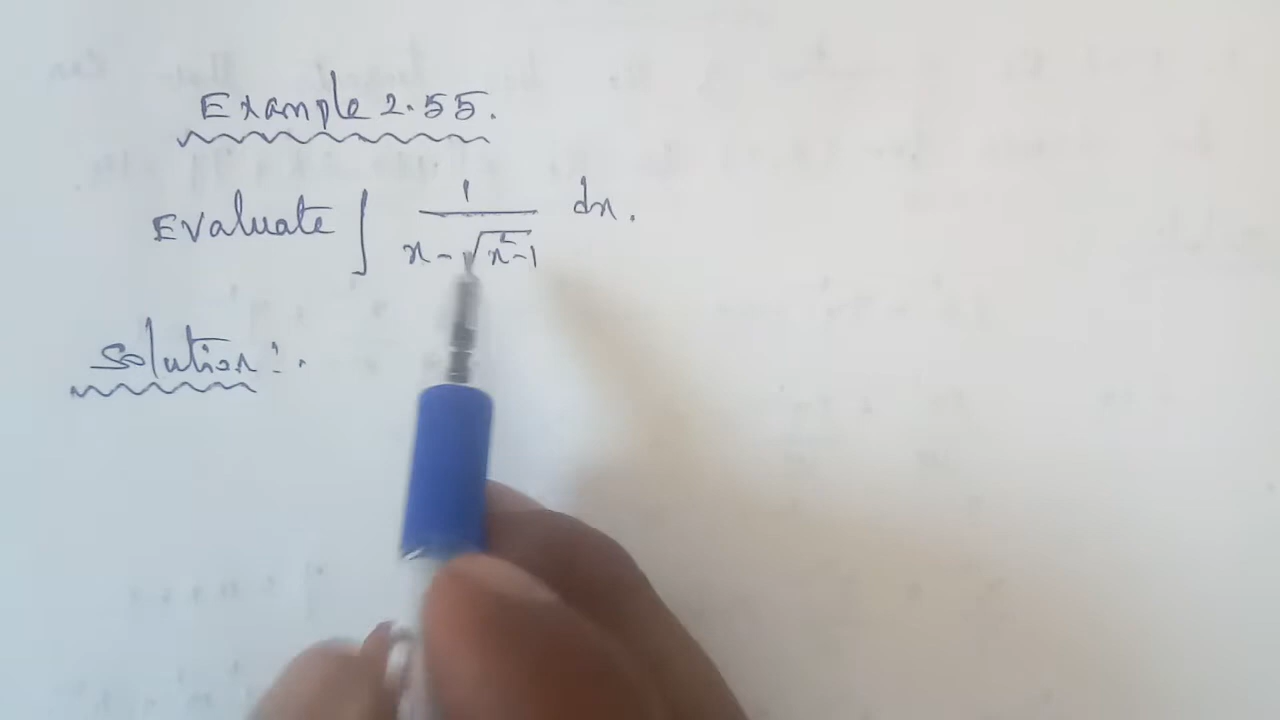 Example 2.55.
Evaluate ∫ 1/(x-√(x²-1)) dx.
Solution:.